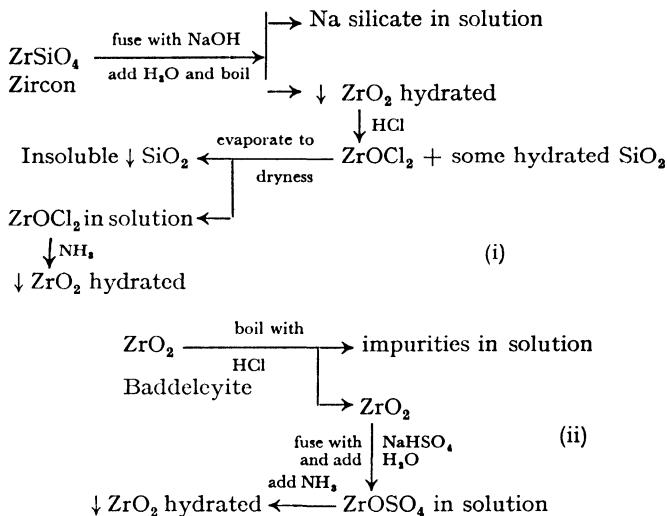 fuse with NaOH
→ Na silicate in solution
ZrSiO₄
Zircon
add H₂O and boil
→ ↓ ZrO₂ hydrated
↓ HCl
Insoluble ↓ SiO₂ ← evaporate to dryness ZrOCl₂ + some hydrated SiO₂
ZrOCl₂ in solution ←
↓ NH₃
↓ ZrO₂ hydrated
(i)
ZrO₂ boil with HCl → impurities in solution
Baddeleyite
→ ZrO₂
fuse with NaHSO₄
and add H₂O
(ii)
↓ ZrO₂ hydrated ← add NH₃ ZrOSO₄ in solution